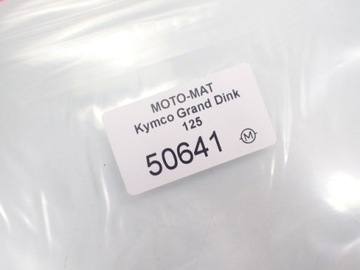 MOTO-MAT
Kymco Grand Dink
125
50641
M